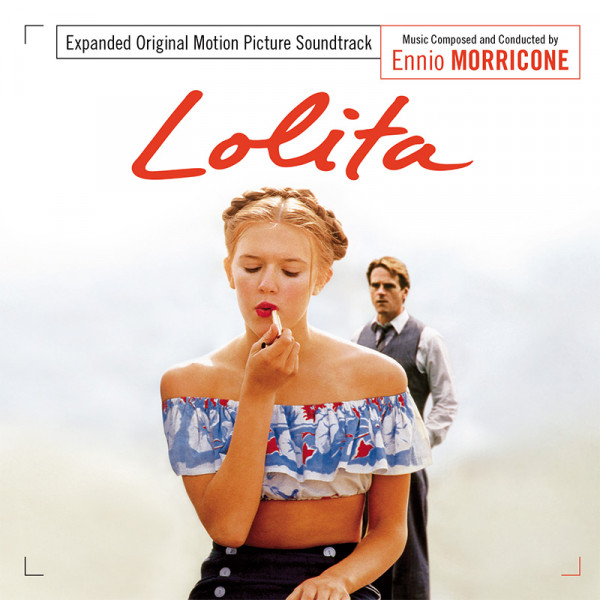 Expanded Original Motion Picture Soundtrack
Music Composed and Conducted by
Ennio MORRICONE
Lolita